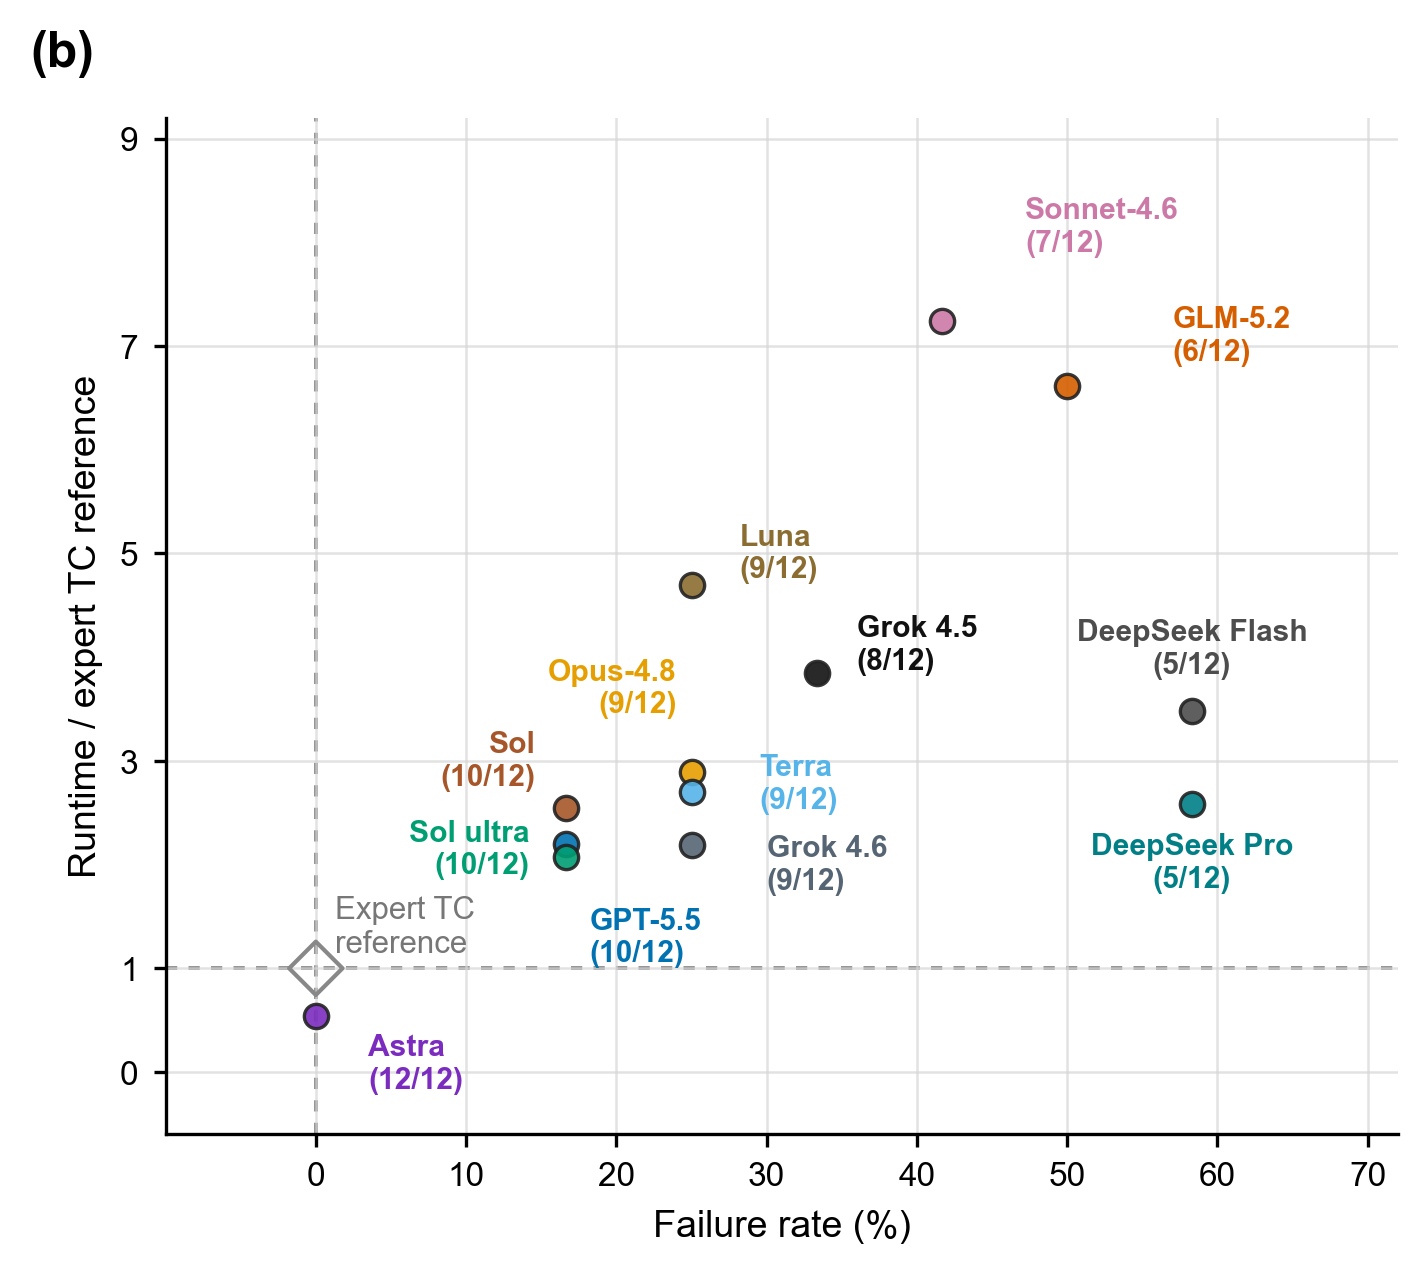 (b)
9
7
5
3
1
0
Runtime / expert TC reference
Sonnet-4.6
(7/12)
GLM-5.2
(6/12)
Luna
(9/12)
Grok 4.5
(8/12)
DeepSeek Flash
(5/12)
Opus-4.8
(9/12)
Sol
(10/12)
Terra
(9/12)
Sol ultra
(10/12)
Grok 4.6
(9/12)
DeepSeek Pro
(5/12)
Expert TC
reference
GPT-5.5
(10/12)
Astra
(12/12)
0 10 20 30 40 50 60 70
Failure rate (%)